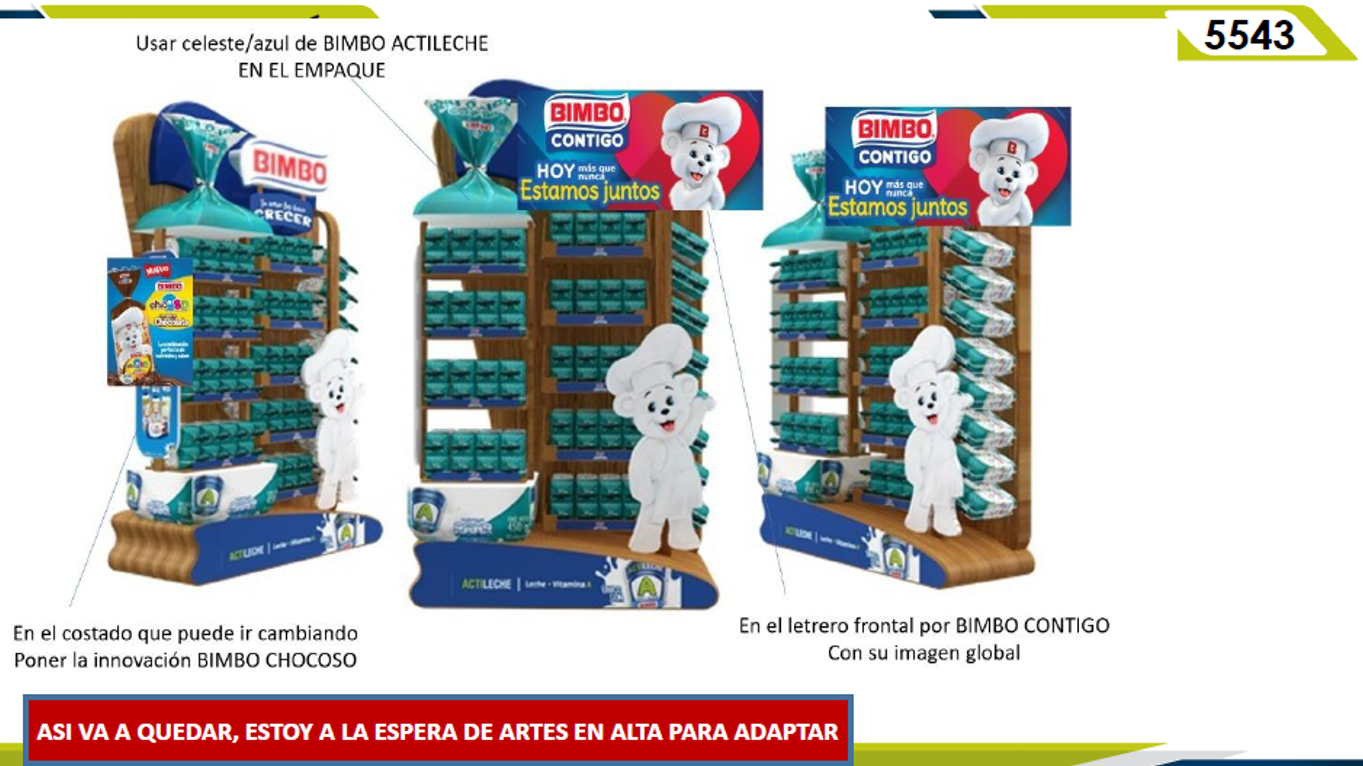 5543
Usar celeste/azul de BIMBO ACTILECHE
EN EL EMPAQUE
BIMBO
CRECER
NUEVO
BIMBO
Chocolate
BIMBO
CONTIGO
HOY más que nunca
Estamos juntos
BIMBO
CONTIGO
HOY más que nunca
Estamos juntos
ACTILECHE | Leche - Vitamina A
ACTILECHE | Leche - Vitamina A
ACTILECHE | Leche - Vitamina A
En el costado que puede ir cambiando
Poner la innovación BIMBO CHOCOSO
En el letrero frontal por BIMBO CONTIGO
Con su imagen global
ASI VA A QUEDAR, ESTOY A LA ESPERA DE ARTES EN ALTA PARA ADAPTAR